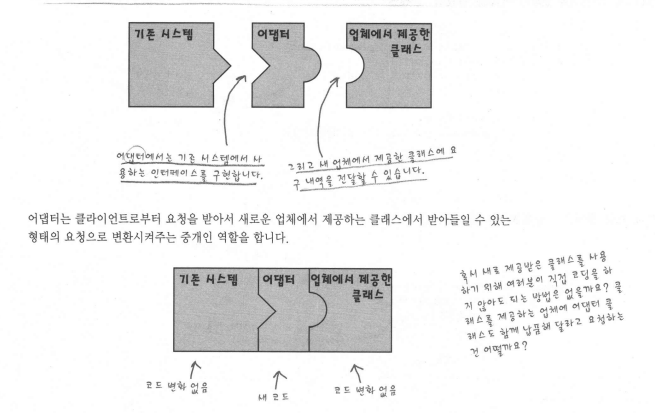 기존 시스템
어댑터
업체에서 제공한
클래스
어댑터에서는 기존 시스템에서 사
용하는 인터페이스를 구현합니다.
그리고 새 업체에서 제공한 클래스에 요
구 내역을 전달할 수 있습니다.
어댑터는 클라이언트로부터 요청을 받아서 새로운 업체에서 제공하는 클래스에서 받아들일 수 있는
형태의 요청으로 변환시켜주는 중개인 역할을 합니다.
기존 시스템
어댑터
업체에서 제공한
클래스
코드 변화 없음
새 코드
코드 변화 없음
혹시 새로 제공받은 클래스를 사용
하기 위해 여러분이 직접 코딩을 하
지 않아도 되는 방법은 없을까요? 클
래스를 제공하는 업체에 어댑터 클
래스도 함께 납품해 달라고 요청하는
건 어떨까요?